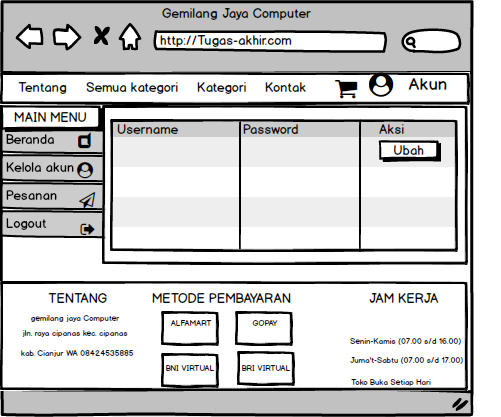 Gemilang Jaya Computer
http://Tugas-akhir.com
Tentang Semua kategori Kategori Kontak Akun
MAIN MENU
Beranda
Kelola akun
Pesanan
Logout
Username Password Aksi
Ubah
TENTANG
gemilang jaya Computer
jln. raya cipanas kec. cipanas
kab. Cianjur WA 08424535885
METODE PEMBAYARAN
ALFAMART GOPAY
BNI VIRTUAL BRI VIRTUAL
JAM KERJA
Senin-Kamis (07.00 s/d 16.00)
Juma't-Sabtu (07.00 s/d 17.00)
Toko Buka Setiap Hari